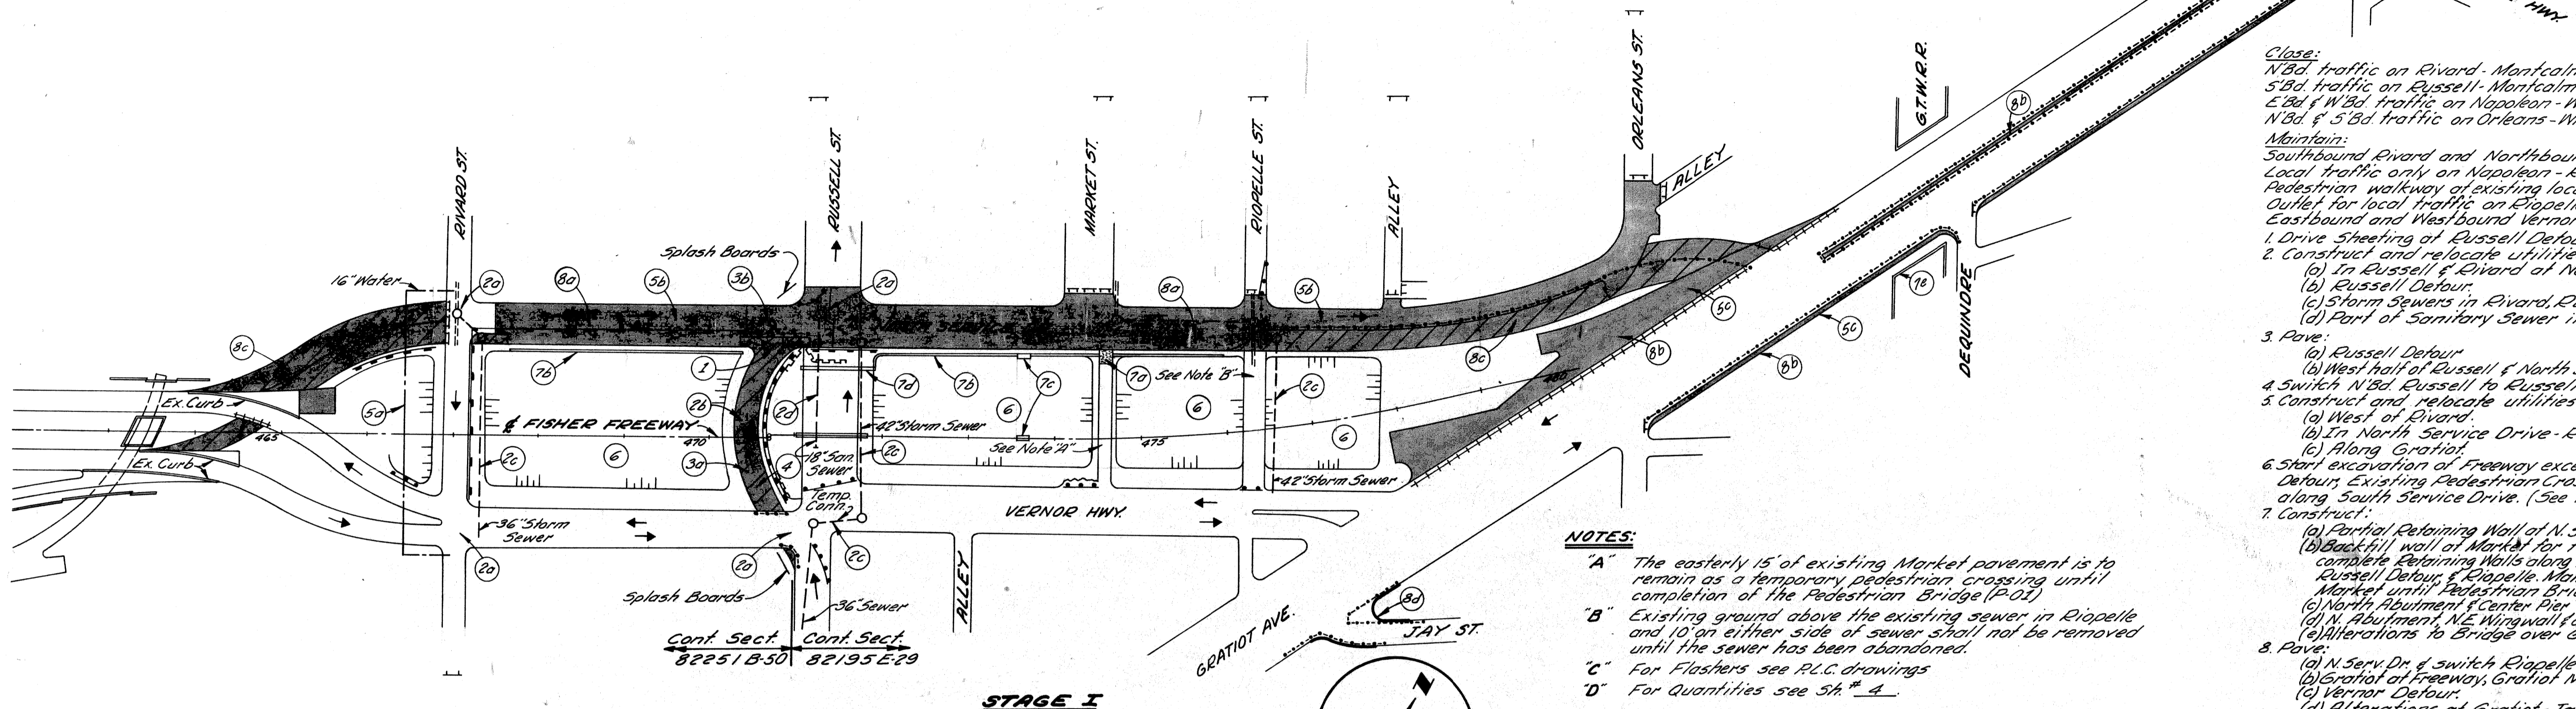 HWY.
ORLEANS ST.
G.T.W.R.R.
8b
RIVARD ST.
RUSSELL ST.
MARKET ST.
RIOPELLE ST.
ALLEY
ALLEY
Splash Boards
16" Water
2a
8a
5b
3b
2a
8a
5b
5c
7e
5c
DEQUINDRE
8c
8c
8b
8b
Ex. Curb
5a
7b
1
7d
7b
7c
7a
See Note "B"
2c
2b
2d
6
6
480
℄ FISHER FREEWAY
465
470
475
42" Storm Sewer
See Note "A"
6
Ex. Curb
2c
6
3a
4
18" San.
Sewer
2c
42" Storm Sewer
Temp.
Conn.
VERNOR HWY.
36" Storm
Sewer
2a
2a
2c
Splash Boards
36" Sewer
ALLEY
GRATIOT AVE.
8d
JAY ST.
Cont. Sect. Cont. Sect.
82251 B-50 82195 E-29
STAGE I
N
NOTES:
"A" The easterly 15' of existing Market pavement is to
remain as a temporary pedestrian crossing until
completion of the Pedestrian Bridge (P-01)
"B" Existing ground above the existing sewer in Riopelle
and 10' on either side of sewer shall not be removed
until the sewer has been abandoned.
"C" For Flashers see P.L.C. drawings
"D" For Quantities see Sh. # 4.
Close:
N'Bd. traffic on Rivard - Montcalm
S'Bd. traffic on Russell - Montcalm
E'Bd. & W'Bd. traffic on Napoleon - W
N'Bd. & S'Bd. traffic on Orleans - W
Maintain:
Southbound Rivard and Northbou
Local traffic only on Napoleon - R
Pedestrian walkway at existing loca
Outlet for local traffic on Riopell
Eastbound and Westbound Vernor
1. Drive Sheeting at Russell Detou
2. Construct and relocate utilitie
(a) In Russell & Rivard at N
(b) Russell Detour.
(c) Storm Sewers in Rivard, R
(d) Part of Sanitary Sewer i
3. Pave:
(a) Russell Detour
(b) West half of Russell & North
4. Switch N'Bd. Russell to Russell
5. Construct and relocate utilities
(a) West of Rivard.
(b) In North Service Drive - R
(c) Along Gratiot.
6. Start excavation of Freeway exce
Detour, Existing Pedestrian Cros
along South Service Drive. (See
7. Construct:
(a) Partial Retaining Wall at N. S
(b) Backfill wall at Market for
complete Retaining Walls along
Russell Detour & Riopelle. Ma
Market until Pedestrian Bri
(c) North Abutment & Center Pier
(d) N. Abutment, N.E. Wingwall &
(e) Alterations to Bridge over
8. Pave:
(a) N. Serv. Dr. & switch Riopelle
(b) Gratiot at Freeway, Gratiot
(c) Vernor Detour.
(d) Alterations at Gratiot -